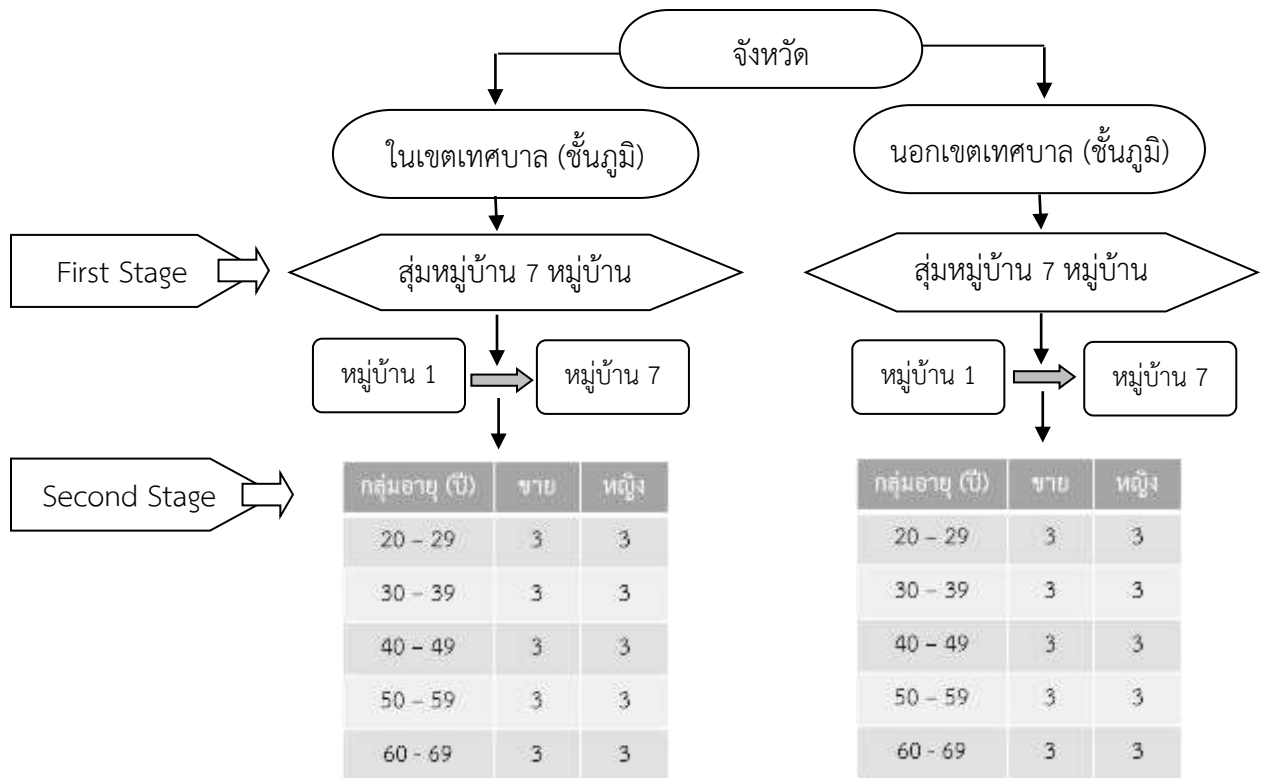 จังหวัด
ในเขตเทศบาล (ชั้นภูมิ)
นอกเขตเทศบาล (ชั้นภูมิ)
First Stage
สุ่มหมู่บ้าน 7 หมู่บ้าน
สุ่มหมู่บ้าน 7 หมู่บ้าน
หมู่บ้าน 1
หมู่บ้าน 7
หมู่บ้าน 1
หมู่บ้าน 7
Second Stage
กลุ่มอายุ (ปี) ชาย หญิง
20 – 29 3 3
30 – 39 3 3
40 – 49 3 3
50 – 59 3 3
60 - 69 3 3
กลุ่มอายุ (ปี) ชาย หญิง
20 – 29 3 3
30 – 39 3 3
40 – 49 3 3
50 – 59 3 3
60 - 69 3 3